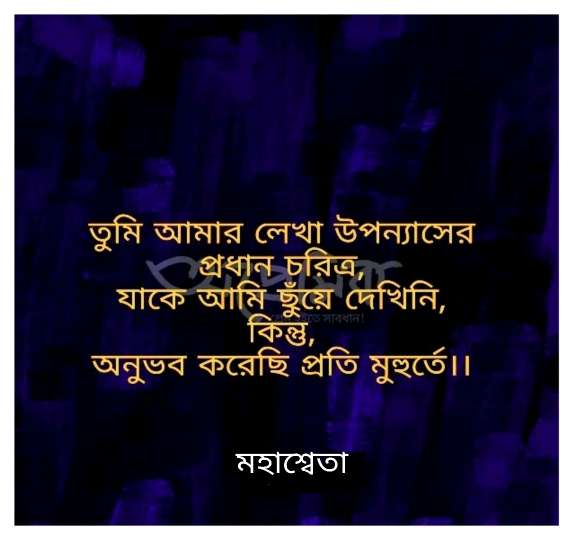 তুমি আমার লেখা উপন্যাসের
প্রধান চরিত্র,
যাকে আমি ছুঁয়ে দেখিনি,
কিন্তু,
অনুভব করেছি প্রতি মুহুর্তে।।
মহাশ্বেতা